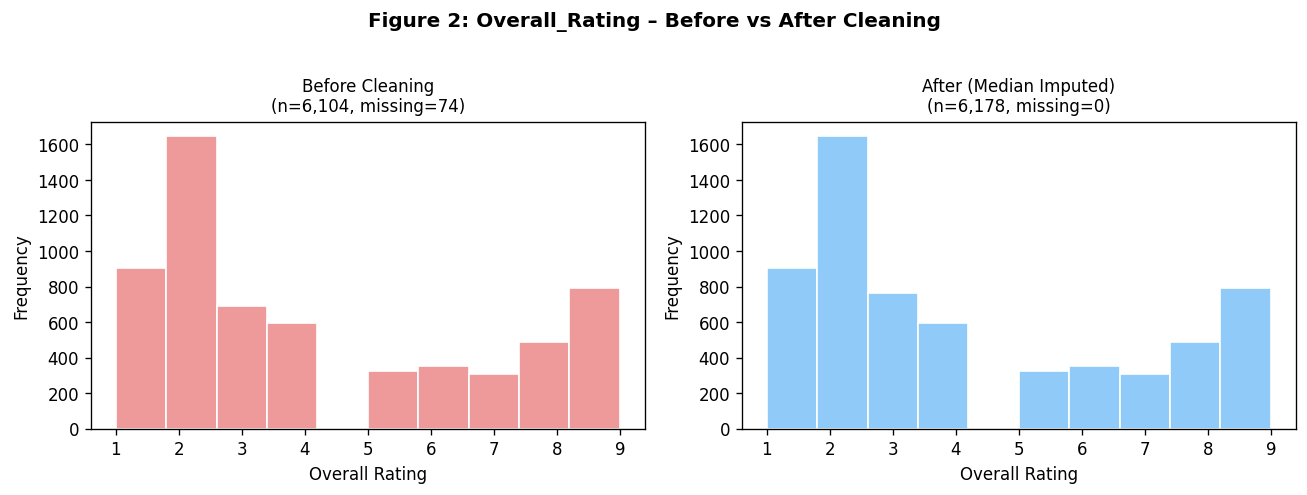 Figure 2: Overall_Rating – Before vs After Cleaning
Before Cleaning
(n=6,104, missing=74)
1600
1400
1200
1000
800
600
400
200
0
Frequency
1 2 3 4 5 6 7 8 9
Overall Rating
After (Median Imputed)
(n=6,178, missing=0)
1600
1400
1200
1000
800
600
400
200
0
Frequency
1 2 3 4 5 6 7 8 9
Overall Rating